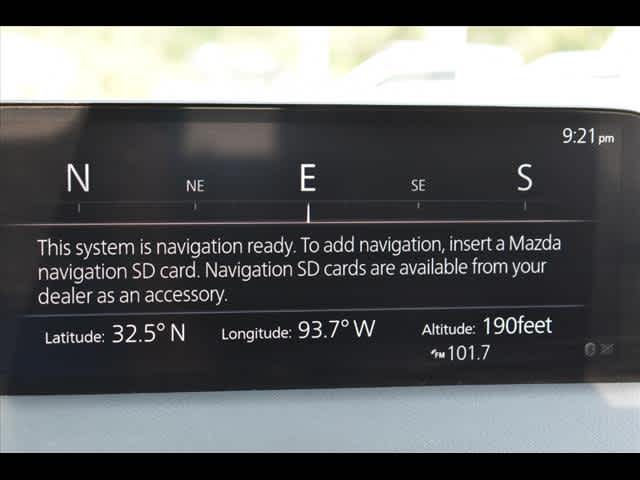 9:21 pm
N NE E SE S
This system is navigation ready. To add navigation, insert a Mazda
navigation SD card. Navigation SD cards are available from your
dealer as an accessory.
Latitude: 32.5° N Longitude: 93.7° W Altitude: 190feet
FM 101.7